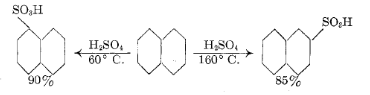 SO3H
SO3H
H2SO4
60° C.
H2SO4
160° C.
90%
85%